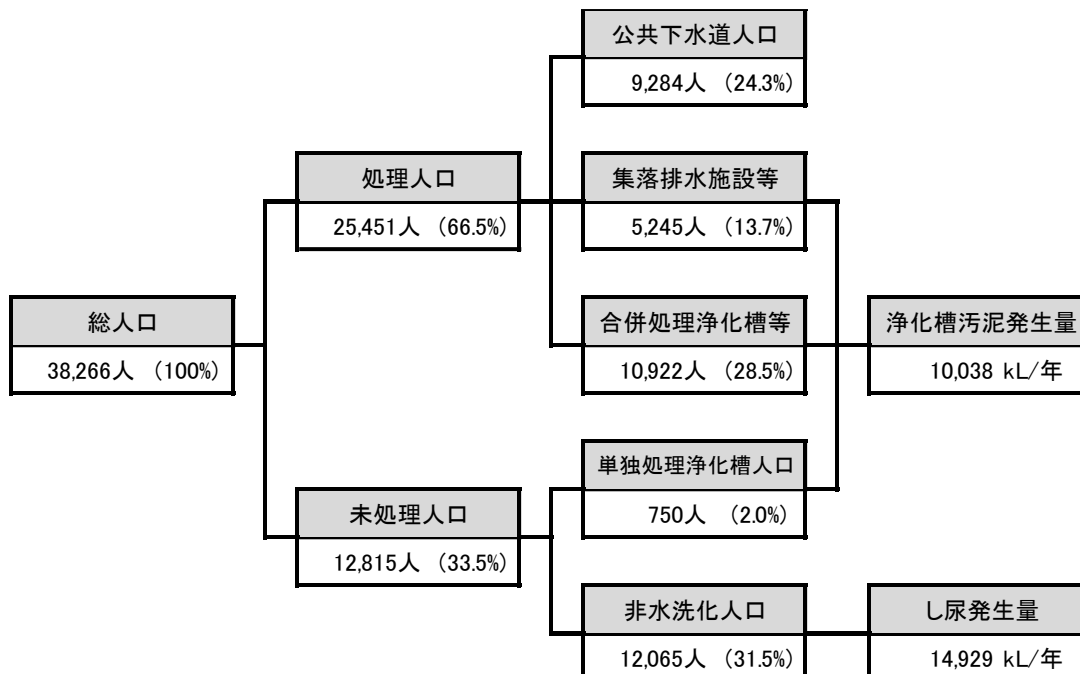 公共下水道人口
9,284人 (24.3%)
処理人口
25,451人 (66.5%)
集落排水施設等
5,245人 (13.7%)
総人口
38,266人 (100%)
合併処理浄化槽等
10,922人 (28.5%)
浄化槽汚泥発生量
10,038 kL/年
単独処理浄化槽人口
750人 (2.0%)
未処理人口
12,815人 (33.5%)
非水洗化人口
12,065人 (31.5%)
し尿発生量
14,929 kL/年